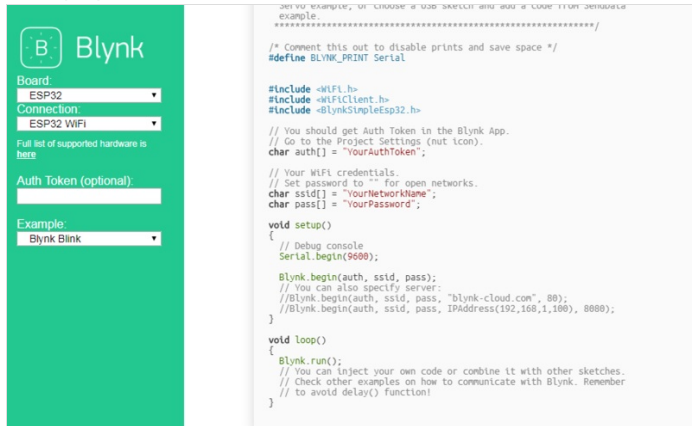 Blynk
Board:
ESP32
Connection:
ESP32 WiFi
Full list of supported hardware is
here
Auth Token (optional):
Example:
Blynk Blink
Servo example, or choose a USB sketch and add a code from SendData
example.
*************************************************************/
/* Comment this out to disable prints and save space */
#define BLYNK_PRINT Serial
#include <WiFi.h>
#include <WiFiClient.h>
#include <BlynkSimpleEsp32.h>
// You should get Auth Token in the Blynk App.
// Go to the Project Settings (nut icon).
char auth[] = "YourAuthToken";
// Your WiFi credentials.
// Set password to "" for open networks.
char ssid[] = "YourNetworkName";
char pass[] = "YourPassword";
void setup()
{
// Debug console
Serial.begin(9600);
Blynk.begin(auth, ssid, pass);
// You can also specify server:
//Blynk.begin(auth, ssid, pass, "blynk-cloud.com", 80);
//Blynk.begin(auth, ssid, pass, IPAddress(192,168,1,100), 8080);
}
void loop()
{
Blynk.run();
// You can inject your own code or combine it with other sketches.
// Check other examples on how to communicate with Blynk. Remember
// to avoid delay() function!
}